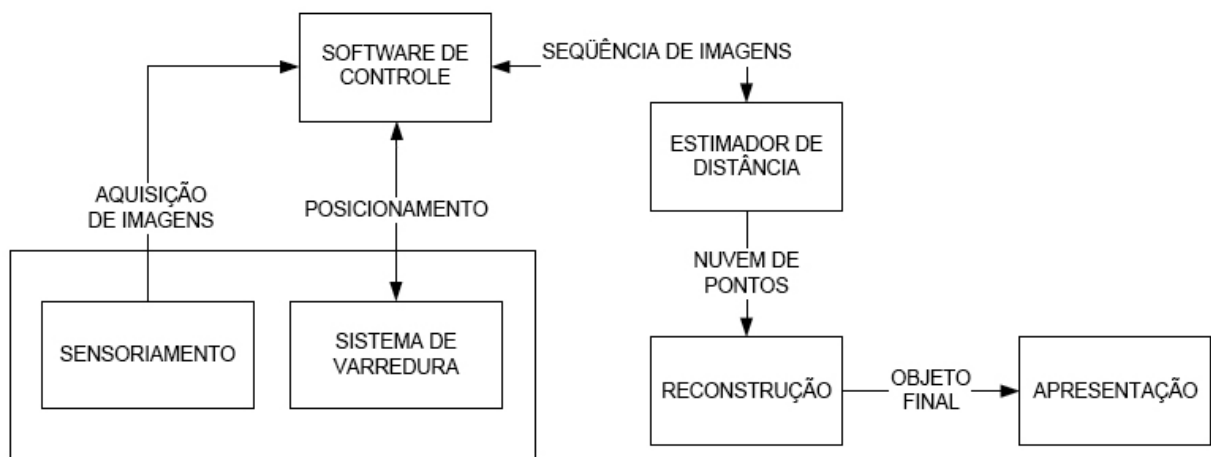 SOFTWARE DE
CONTROLE
SEQÜÊNCIA DE IMAGENS
ESTIMADOR DE
DISTÂNCIA
AQUISIÇÃO
DE IMAGENS
POSICIONAMENTO
NUVEM DE
PONTOS
SENSORIAMENTO
SISTEMA DE
VARREDURA
RECONSTRUÇÃO
OBJETO
FINAL
APRESENTAÇÃO